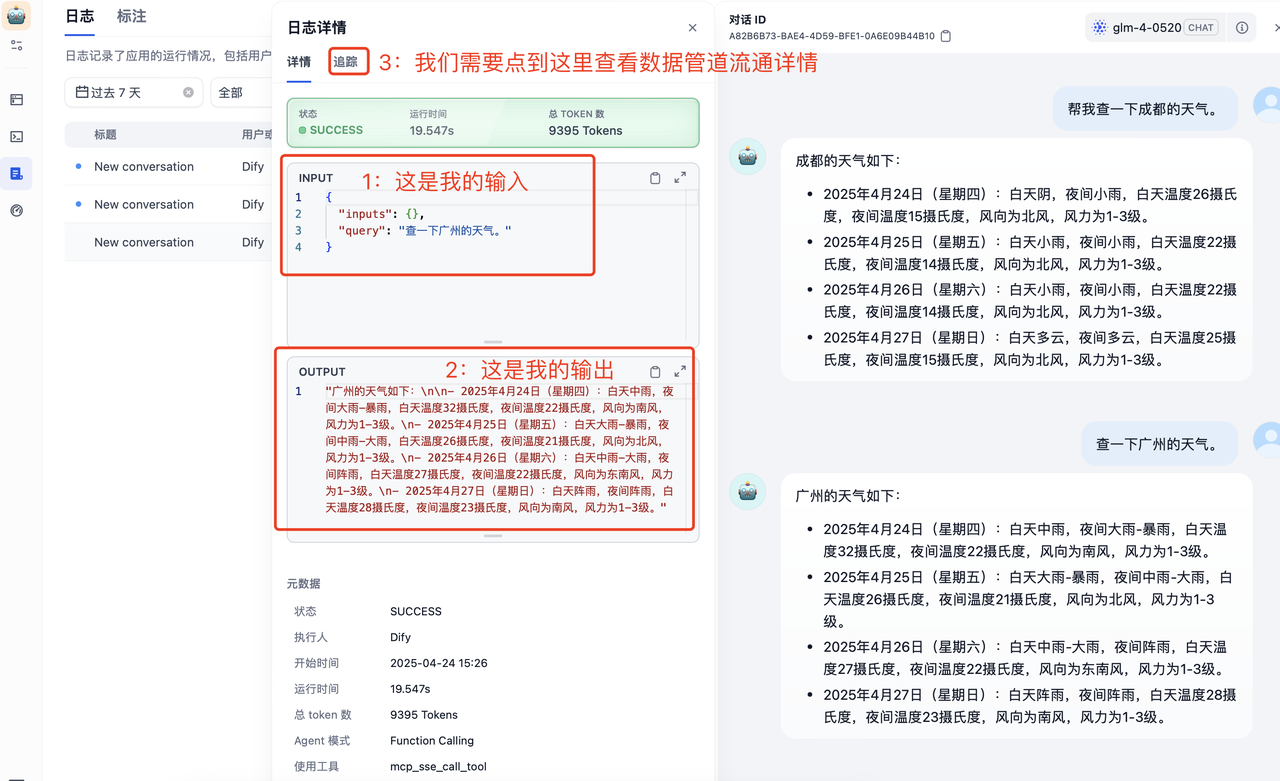 日志
标注
日志记录了应用的运行情况，包括用户
过去 7 天
全部
标题
用户或
New conversation
Dify
New conversation
Dify
New conversation
Dify
日志详情
详情
追踪
3：我们需要点到这里查看数据管道流通详情
状态
运行时间
总 TOKEN 数
SUCCESS
19.547s
9395 Tokens
INPUT
1：这是我的输入
1
{
2
"inputs": {},
3
"query": "查一下广州的天气。"
4
}
OUTPUT
2：这是我的输出
1
"广州的天气如下：\n\n- 2025年4月24日（星期四）：白天中雨，夜
间大雨-暴雨，白天温度32摄氏度，夜间温度22摄氏度，风向为南风，
风力为1-3级。\n- 2025年4月25日（星期五）：白天大雨-暴雨，夜
间中雨-大雨，白天温度26摄氏度，夜间温度21摄氏度，风向为北风，
风力为1-3级。\n- 2025年4月26日（星期六）：白天中雨-大雨，夜
间阵雨，白天温度27摄氏度，夜间温度22摄氏度，风向为东南风，风力
为1-3级。\n- 2025年4月27日（星期日）：白天阵雨，夜间阵雨，白
天温度28摄氏度，夜间温度23摄氏度，风向为南风，风力为1-3级。"
元数据
状态
SUCCESS
执行人
Dify
开始时间
2025-04-24 15:26
运行时间
19.547s
总 token 数
9395 Tokens
Agent 模式
Function Calling
使用工具
mcp_sse_call_tool
对话 ID
A82B6B73-BAE4-4D59-BFE1-0A6E09B44B10
glm-4-0520
CHAT
帮我查一下成都的天气。
成都的天气如下：
• 2025年4月24日（星期四）：白天阴，夜间小雨，白天温度26摄氏
度，夜间温度15摄氏度，风向为北风，风力为1-3级。
• 2025年4月25日（星期五）：白天小雨，夜间小雨，白天温度22摄
氏度，夜间温度14摄氏度，风向为北风，风力为1-3级。
• 2025年4月26日（星期六）：白天小雨，夜间小雨，白天温度22摄
氏度，夜间温度14摄氏度，风向为北风，风力为1-3级。
• 2025年4月27日（星期日）：白天多云，夜间多云，白天温度25摄
氏度，夜间温度15摄氏度，风向为北风，风力为1-3级。
查一下广州的天气。
广州的天气如下：
• 2025年4月24日（星期四）：白天中雨，夜间大雨-暴雨，白天温
度32摄氏度，夜间温度22摄氏度，风向为南风，风力为1-3级。
• 2025年4月25日（星期五）：白天大雨-暴雨，夜间中雨-大雨，白
天温度26摄氏度，夜间温度21摄氏度，风向为北风，风力为1-3
级。
• 2025年4月26日（星期六）：白天中雨-大雨，夜间阵雨，白天温
度27摄氏度，夜间温度22摄氏度，风向为东南风，风力为1-3级。
• 2025年4月27日（星期日）：白天阵雨，夜间阵雨，白天温度28摄
氏度，夜间温度23摄氏度，风向为南风，风力为1-3级。